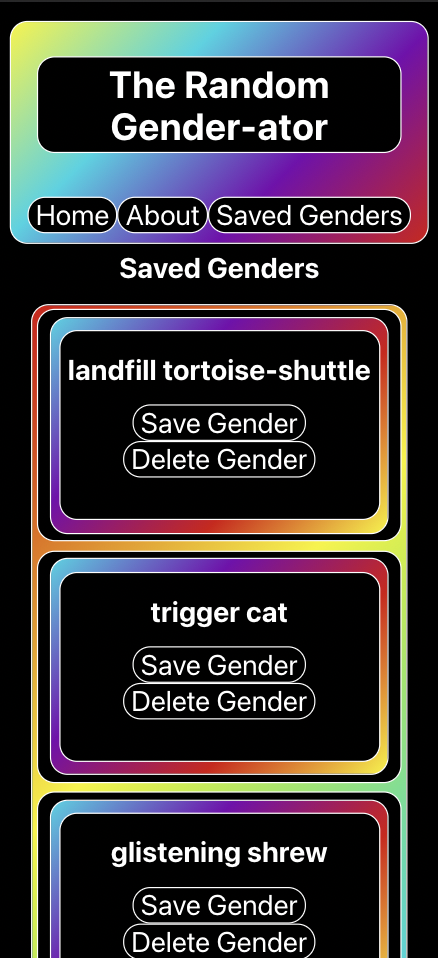 The Random
Gender-ator
Home About Saved Genders
Saved Genders
landfill tortoise-shuttle
Save Gender
Delete Gender
trigger cat
Save Gender
Delete Gender
glistening shrew
Save Gender
Delete Gender